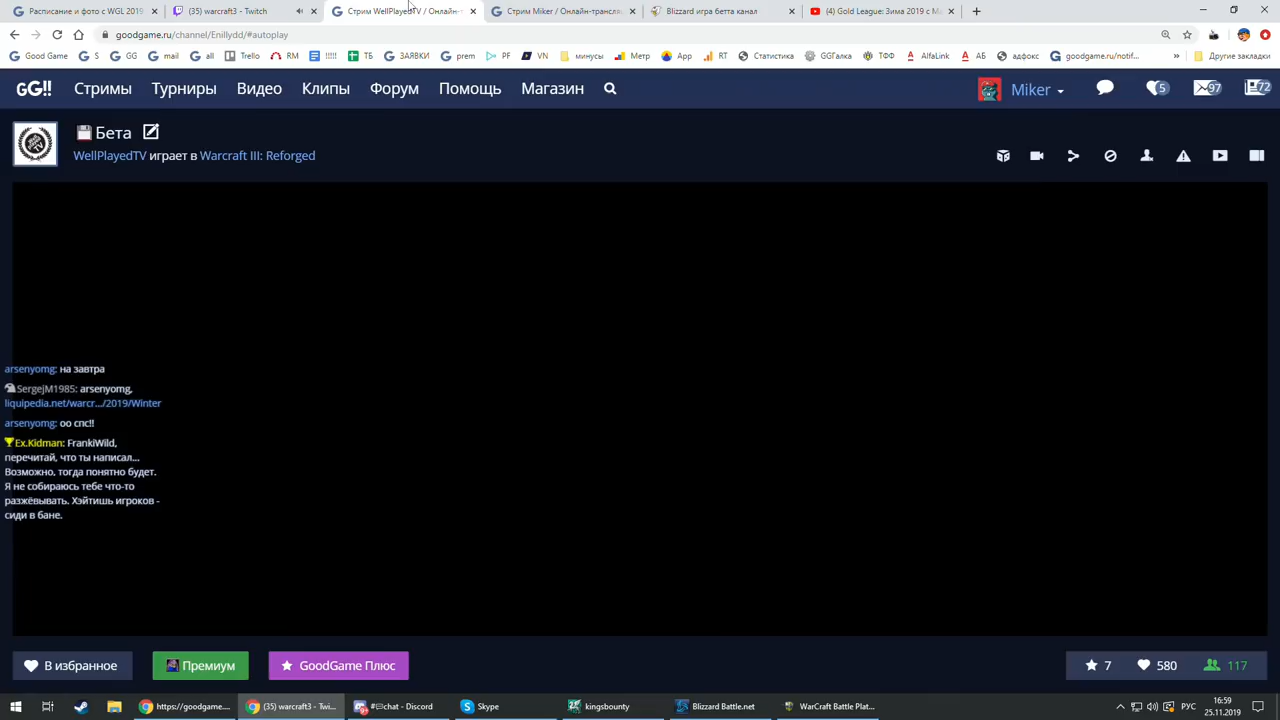 Расписание и фото с WGL 2019
(35) warcraft3 - Twitch
Стрим WellPlayedTV / Онлайн-т
Стрим Miker / Онлайн-трансля
Blizzard игра бетта канал
(4) Gold League: Зима 2019 с Mi
goodgame.ru/channel/Enillydd/#autoplay
Good Game
S
GG
mail
all
Trello
RM
!!!!!
ТБ
ЗАЯВКИ
prem
PF
VN
минусы
Метр
App
RT
Статистика
GGГалка
ТФФ
AlfaLink
АБ
адфокс
goodgame.ru/notif...
»
Другие закладки
GG!!
Стримы
Турниры
Видео
Клипы
Форум
Помощь
Магазин
Miker
5
97
72
Бета
WellPlayedTV играет в Warcraft III: Reforged
arsenyomg: на завтра
SergejM1985: arsenyomg,
liquipedia.net/warcr.../2019/Winter
arsenyomg: оо спс!!
Ex.Kidman: FrankiWild,
перечитай, что ты написал...
Возможно, тогда понятно будет.
Я не собираюсь тебе что-то
разжёвывать. Хэйтишь игроков -
сиди в бане.
В избранное
Премиум
GoodGame Плюс
7
580
117
https://goodgame....
(35) warcraft3 - Twi...
#chat - Discord
Skype
kingsbounty
Blizzard Battle.net
WarCraft Battle Plat...
РУС
16:59
25.11.2019